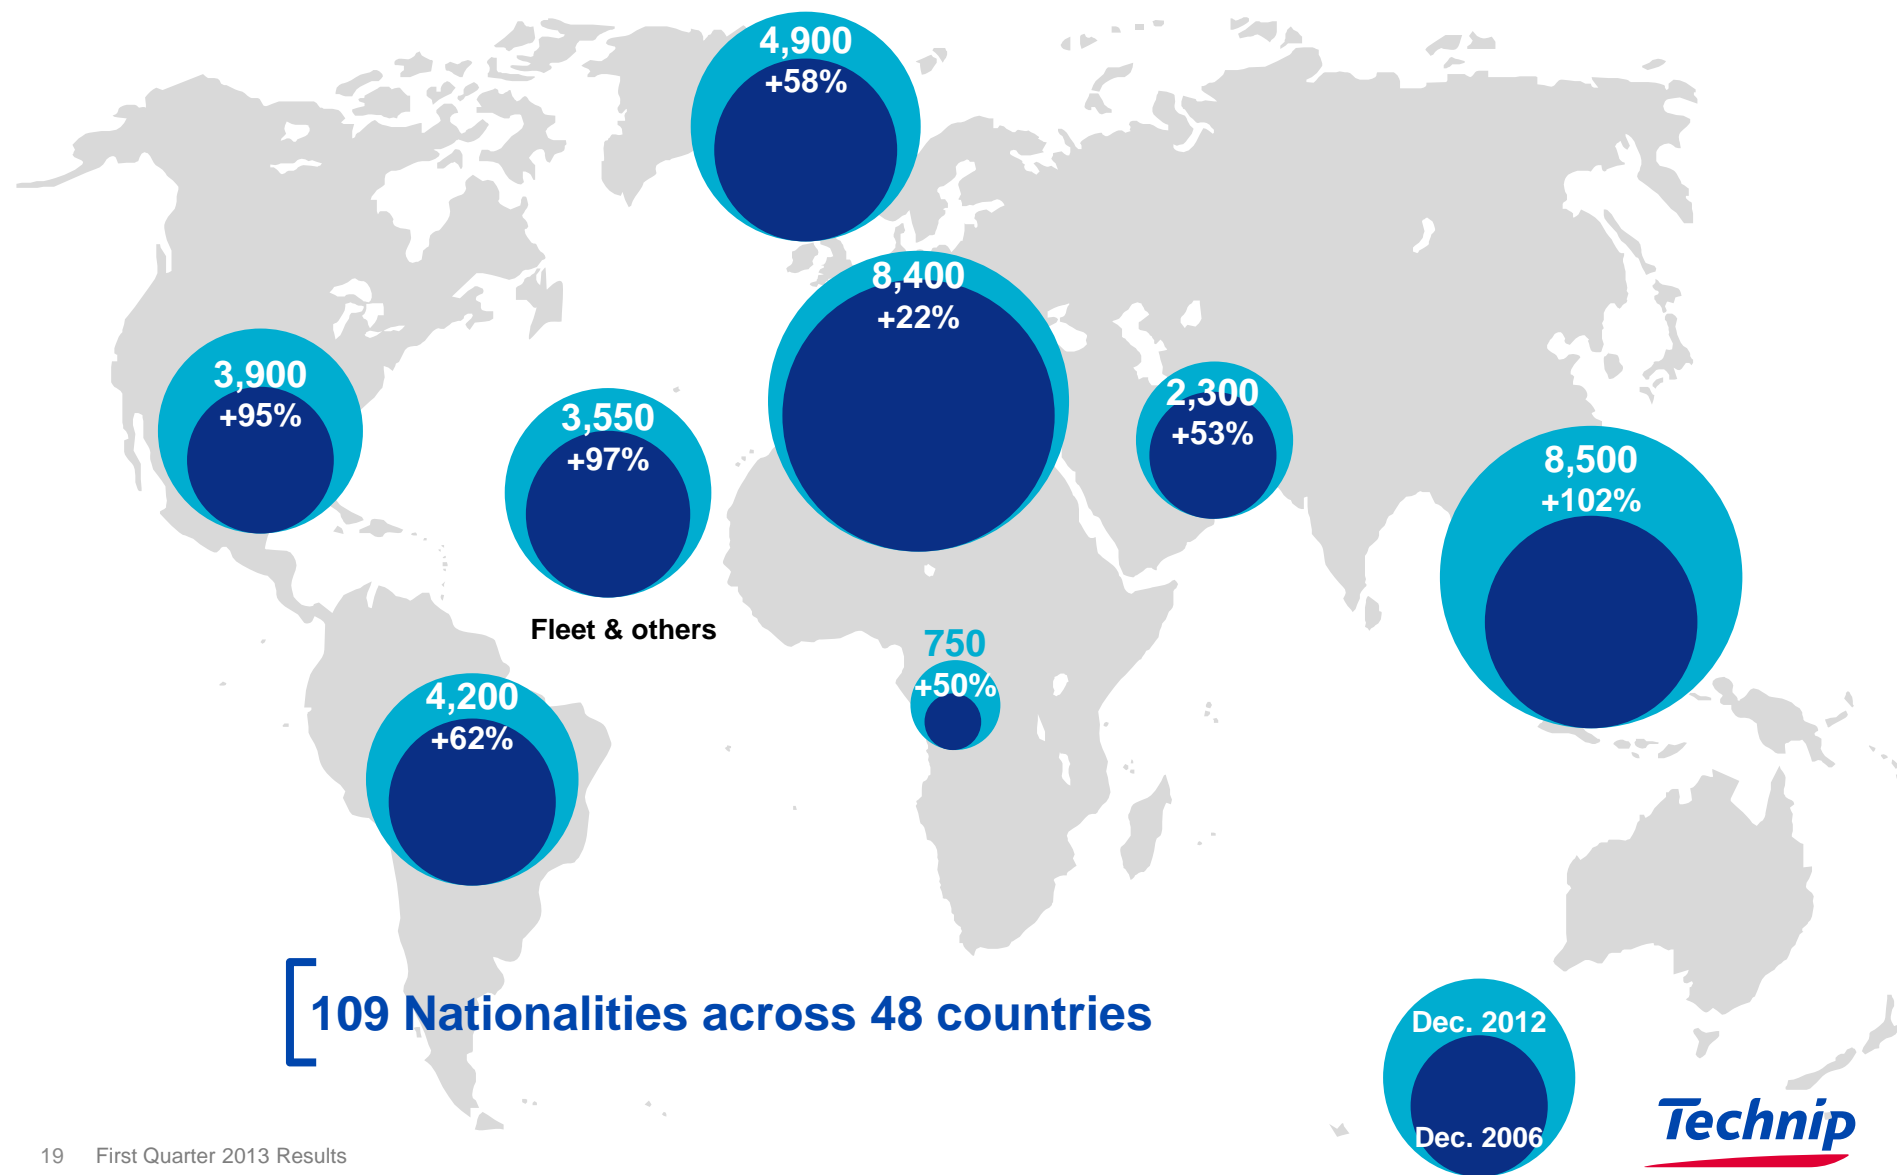 4,900
+58%
8,400
+22%
3,900
+95%
3,550
+97%
Fleet & others
2,300
+53%
8,500
+102%
750
+50%
4,200
+62%
109 Nationalities across 48 countries
Dec. 2012
Dec. 2006
Technip
19 First Quarter 2013 Results